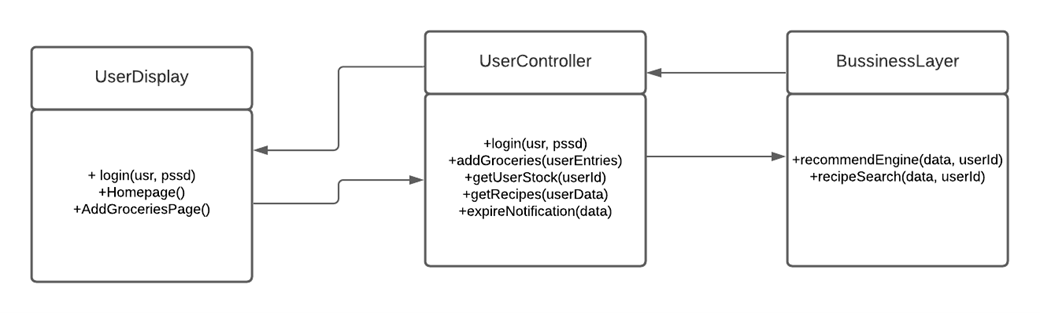 UserDisplay
+ login(usr, pssd)
+Homepage()
+AddGroceriesPage()
UserController
+login(usr, pssd)
+addGroceries(userEntries)
+getUserStock(userId)
+getRecipes(userData)
+expireNotification(data)
BussinessLayer
+recommendEngine(data, userId)
+recipeSearch(data, userId)